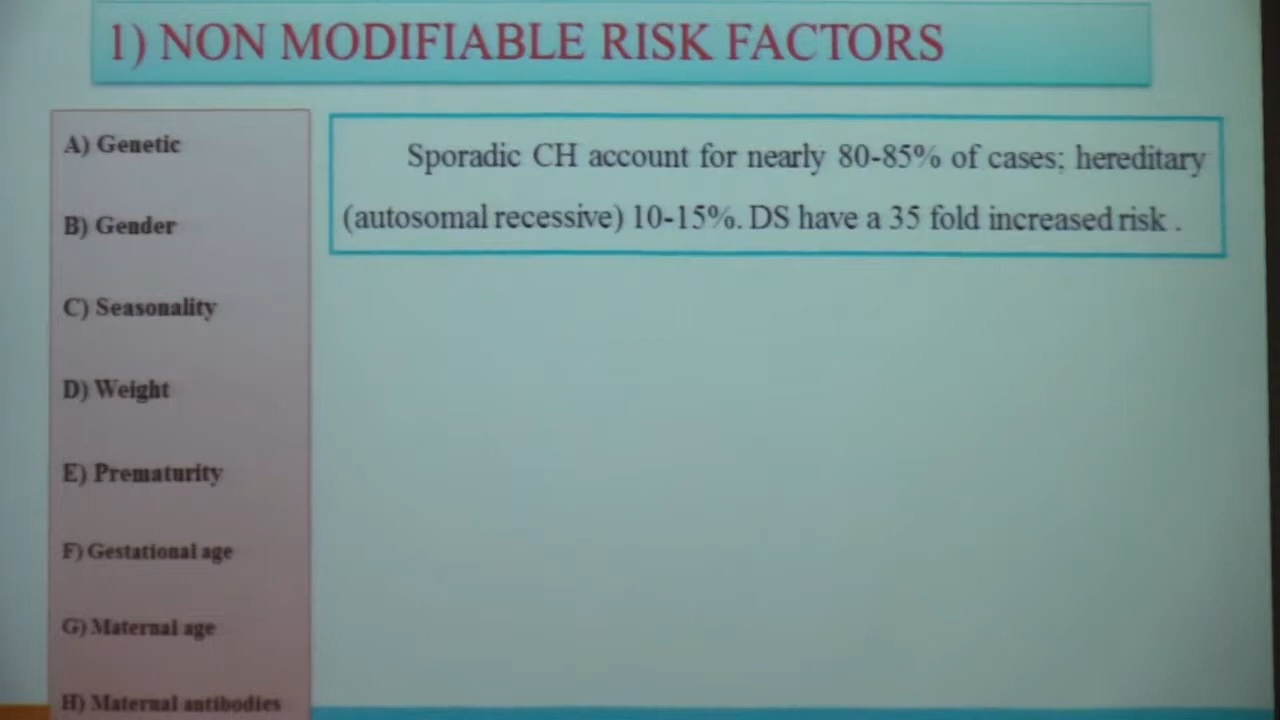 1) NON MODIFIABLE RISK FACTORS
A) Genetic
B) Gender
C) Seasonality
D) Weight
E) Prematurity
F) Gestational age
G) Maternal age
H) Maternal antibodies
Sporadic CH account for nearly 80-85% of cases; hereditary
(autosomal recessive) 10-15%. DS have a 35 fold increased risk .